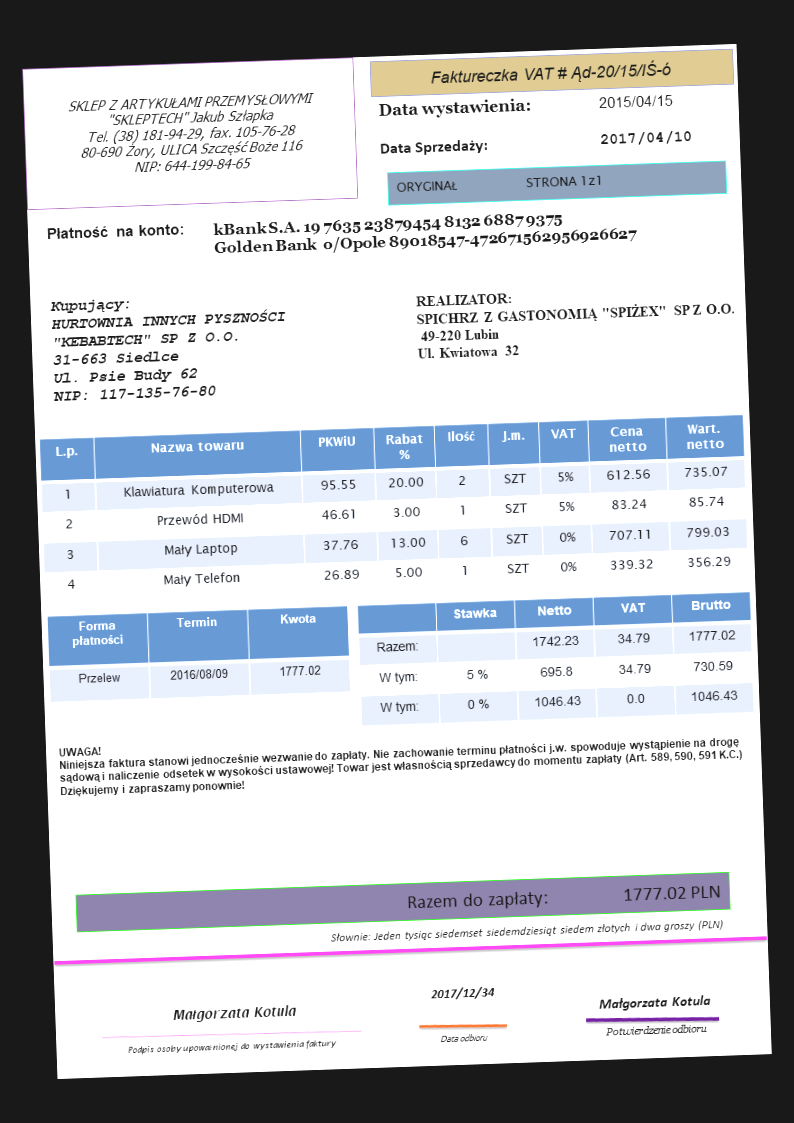 SKLEP Z ARTYKUŁAMI PRZEMYSŁOWYMI
"SKLEPTECH" Jakub Szłapka
Tel. (38) 181-94-29, fax. 105-76-28
80-690 Żory, ULICA Szczęść Boże 116
NIP: 644-199-84-65
Faktureczka VAT # Ąd-20/15/IŚ-ó
Data wystawienia: 2015/04/15
Data Sprzedaży: 2017/04/10
ORYGINAŁ STRONA 1z1
Płatność na konto: kBank S.A. 19 7635 23879454 8132 6887 9375
Golden Bank o/Opole 89018547-472671562956926627
Kupujący:
HURTOWNIA INNYCH PYSZNOŚCI
"KEBABTECH" SP Z O.O.
31-663 Siedlce
Ul. Psie Budy 62
NIP: 117-135-76-80
REALIZATOR:
SPICHRZ Z GASTONOMIĄ "SPIŻEX" SP Z O.O.
49-220 Lubin
Ul. Kwiatowa 32
L.p. Nazwa towaru PKWiU Rabat % Ilość J.m. VAT Cena netto Wart. netto
1 Klawiatura Komputerowa 95.55 20.00 2 SZT 5% 612.56 735.07
2 Przewód HDMI 46.61 3.00 1 SZT 5% 83.24 85.74
3 Mały Laptop 37.76 13.00 6 SZT 0% 707.11 799.03
4 Mały Telefon 26.89 5.00 1 SZT 0% 339.32 356.29
Forma płatności Termin Kwota
Przelew 2016/08/09 1777.02
Stawka Netto VAT Brutto
Razem: 1742.23 34.79 1777.02
W tym: 5 % 695.8 34.79 730.59
W tym: 0 % 1046.43 0.0 1046.43
UWAGA!
Niniejsza faktura stanowi jednocześnie wezwanie do zapłaty. Nie zachowanie terminu płatności j.w. spowoduje wystąpienie na drogę
sądową i naliczenie odsetek w wysokości ustawowej! Towar jest własnością sprzedawcy do momentu zapłaty (Art. 589, 590, 591 K.C.)
Dziękujemy i zapraszamy ponownie!
Razem do zapłaty: 1777.02 PLN
Słownie: Jeden tysiąc siedemset siedemdziesiąt siedem złotych i dwa groszy (PLN)
Małgorzata Kotula
Podpis osoby upoważnionej do wystawienia faktury
2017/12/34
Data odbioru
Małgorzata Kotula
Potwierdzenie odbioru